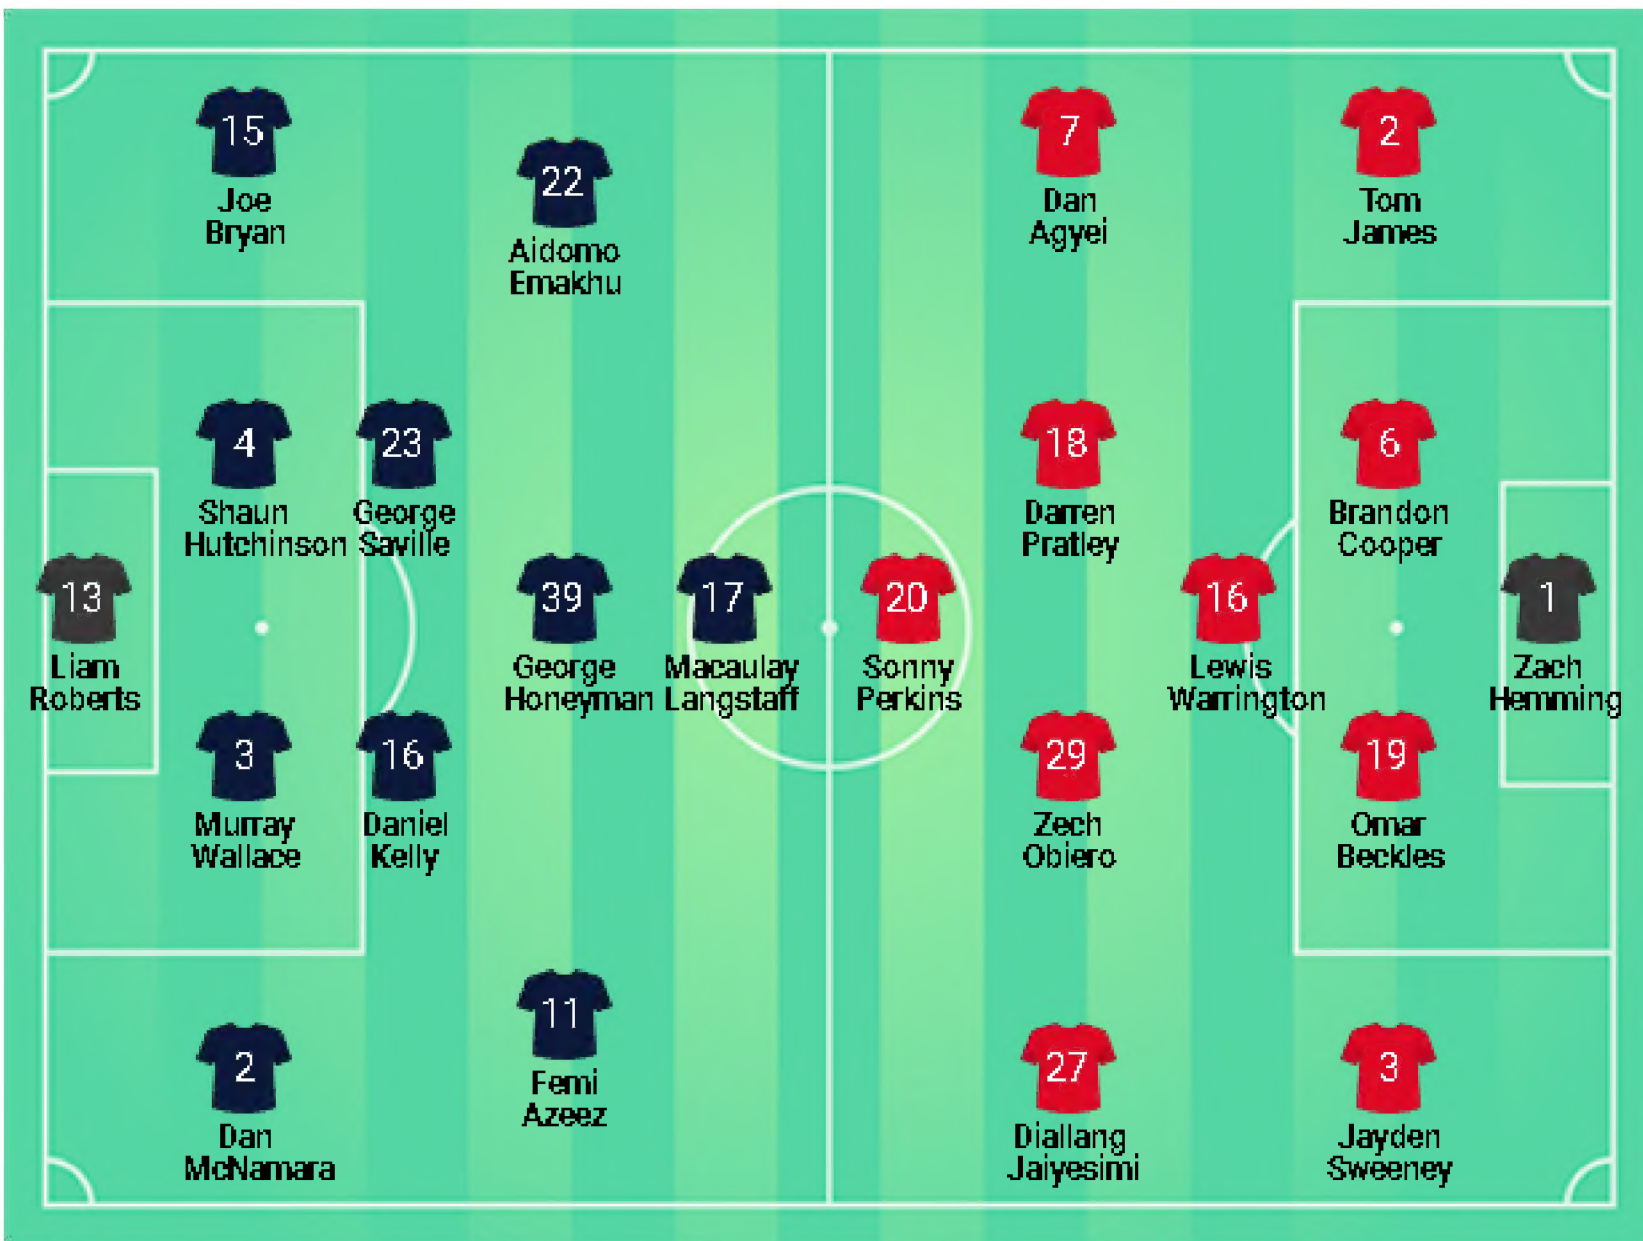 15
Joe
Bryan
22
Aidomo
Emakhu
7
Dan
Agyei
2
Tom
James
4
Shaun
Hutchinson
23
George
Saville
18
Darren
Pratley
6
Brandon
Cooper
13
Liam
Roberts
39
George
Honeyman
17
Macaulay
Langstaff
20
Sonny
Perkins
16
Lewis
Warrington
1
Zach
Hemming
3
Murray
Wallace
16
Daniel
Kelly
29
Zech
Obiero
19
Omar
Beckles
2
Dan
McNamara
11
Femi
Azeez
27
Diallang
Jaiyesimi
3
Jayden
Sweeney